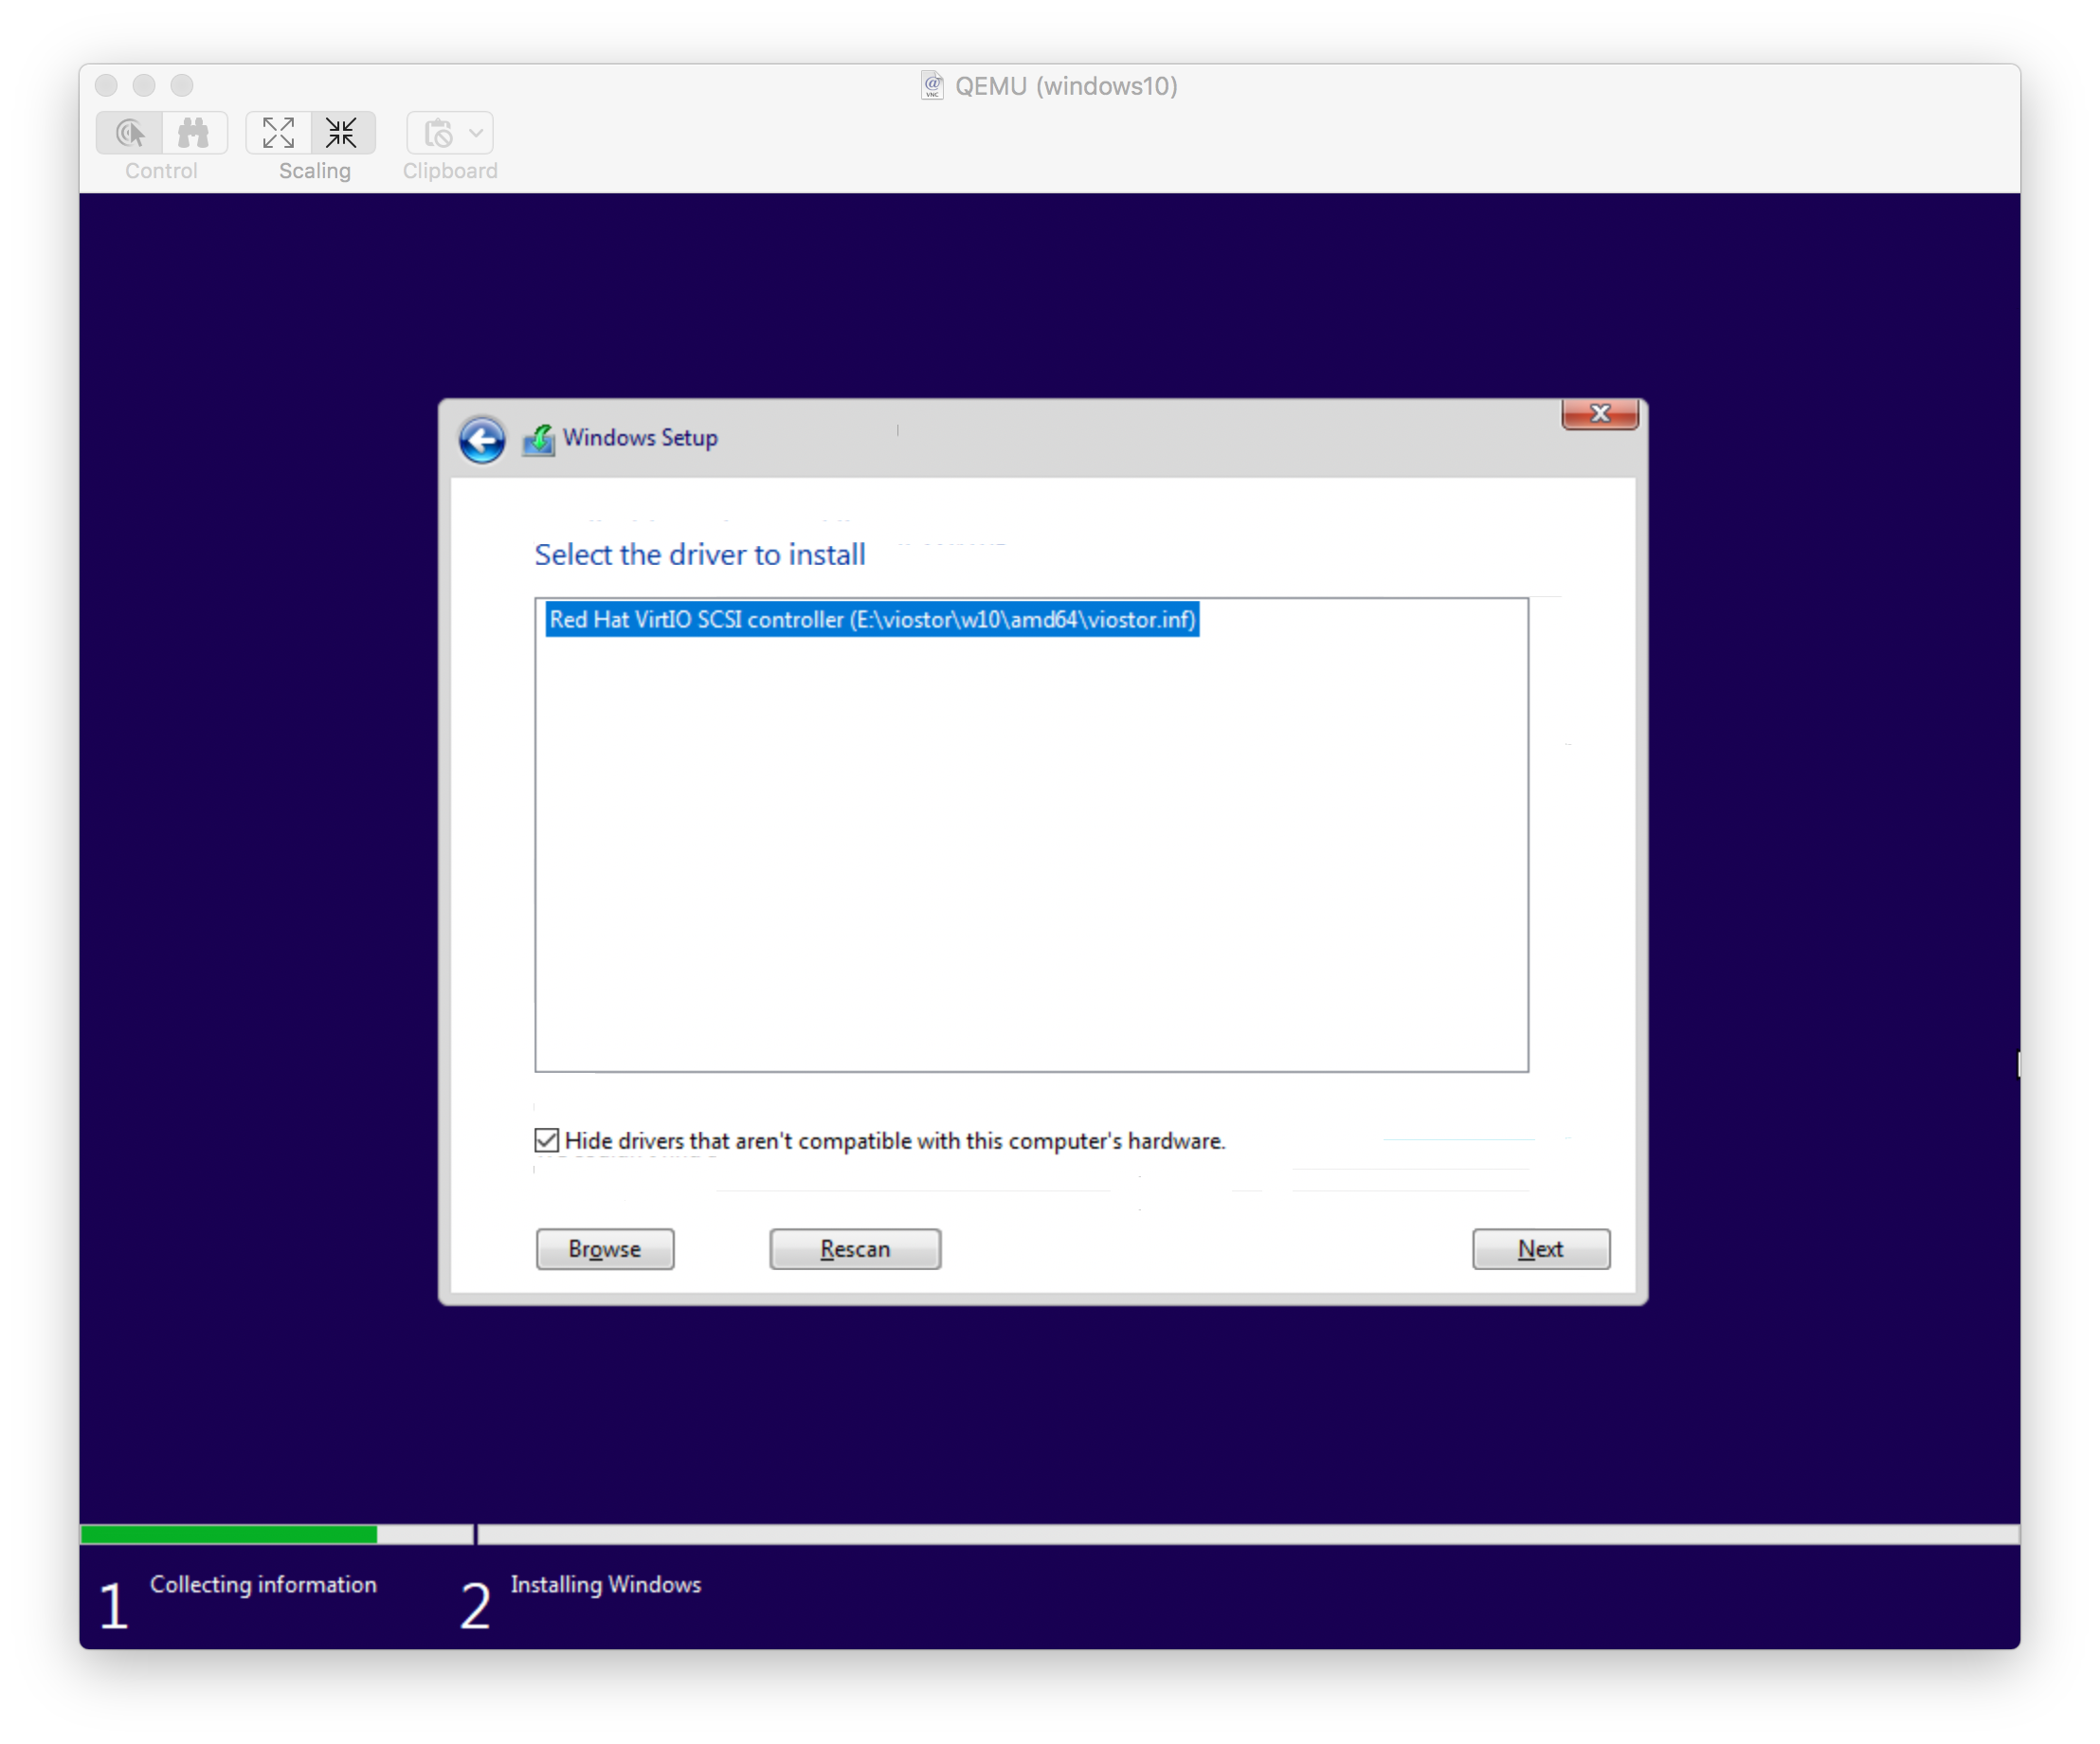 QEMU (windows10)
Control
Scaling
Clipboard
Windows Setup
Select the driver to install
Red Hat VirtIO SCSI controller (E:\viostor\w10\amd64\viostor.inf)
Hide drivers that aren't compatible with this computer's hardware.
Browse
Rescan
Next
1 Collecting information
2 Installing Windows